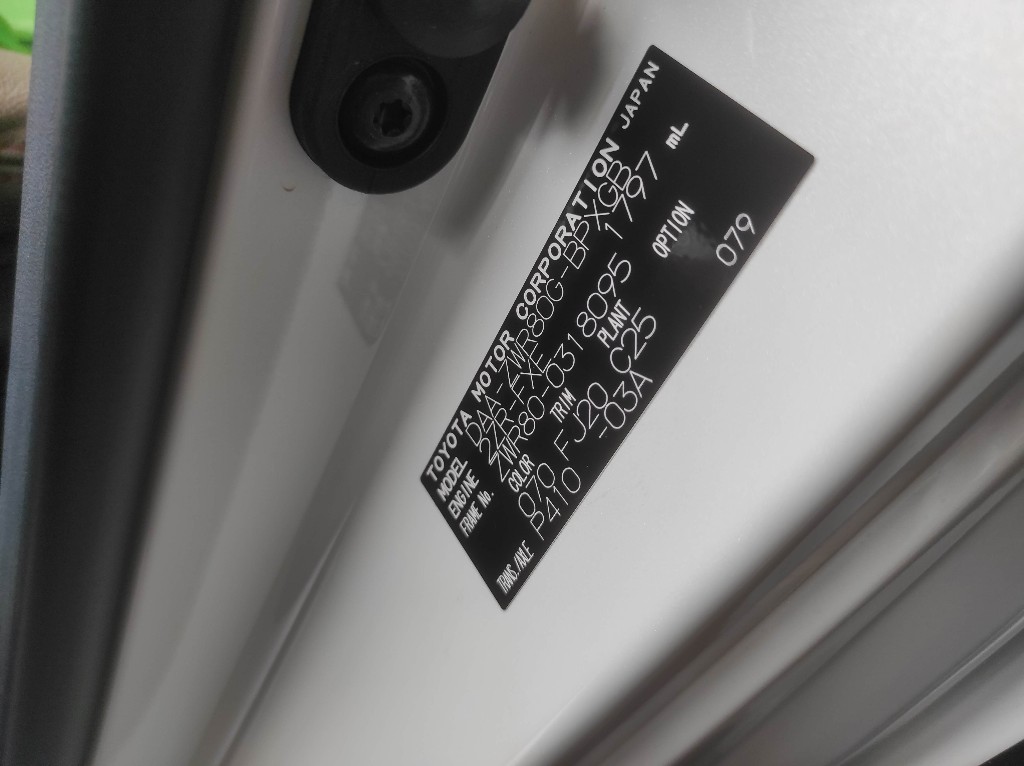 TOYOTA MOTOR CORPORATION JAPAN
MODEL DAA-ZWR80G-BPXGB
ENGINE 2ZR-FXE 1797 mL
FRAME No. ZWR80-0318095
COLOR TRIM PLANT OPTION
070 FJ20 C25 079
TRANS./AXLE P410 -03A